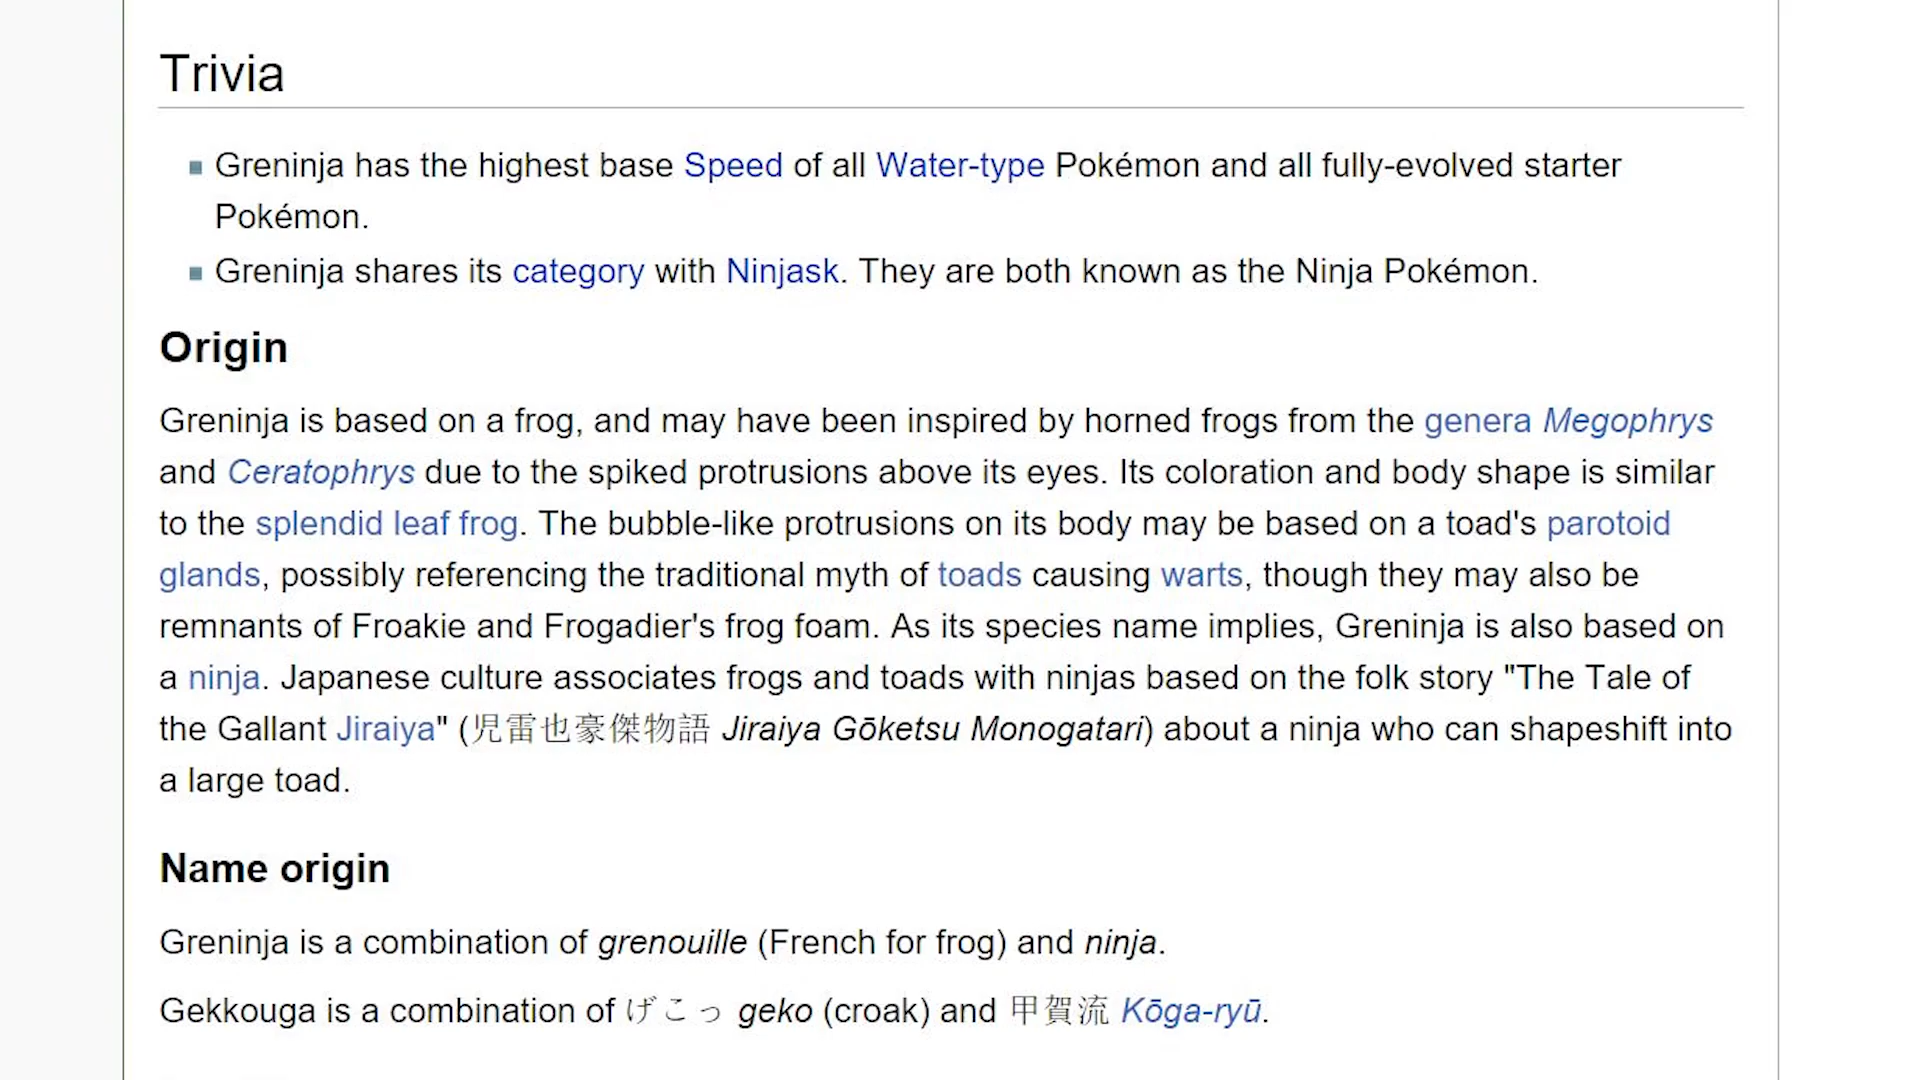 Trivia
Greninja has the highest base Speed of all Water-type Pokémon and all fully-evolved starter
Pokémon.
Greninja shares its category with Ninjask. They are both known as the Ninja Pokémon.
Origin
Greninja is based on a frog, and may have been inspired by horned frogs from the genera Megophrys
and Ceratophrys due to the spiked protrusions above its eyes. Its coloration and body shape is similar
to the splendid leaf frog. The bubble-like protrusions on its body may be based on a toad's parotoid
glands, possibly referencing the traditional myth of toads causing warts, though they may also be
remnants of Froakie and Frogadier's frog foam. As its species name implies, Greninja is also based on
a ninja. Japanese culture associates frogs and toads with ninjas based on the folk story "The Tale of
the Gallant Jiraiya" (児雷也豪傑物語 Jiraiya Gōketsu Monogatari) about a ninja who can shapeshift into
a large toad.
Name origin
Greninja is a combination of grenouille (French for frog) and ninja.
Gekkouga is a combination of げこっ geko (croak) and 甲賀流 Kōga-ryū.